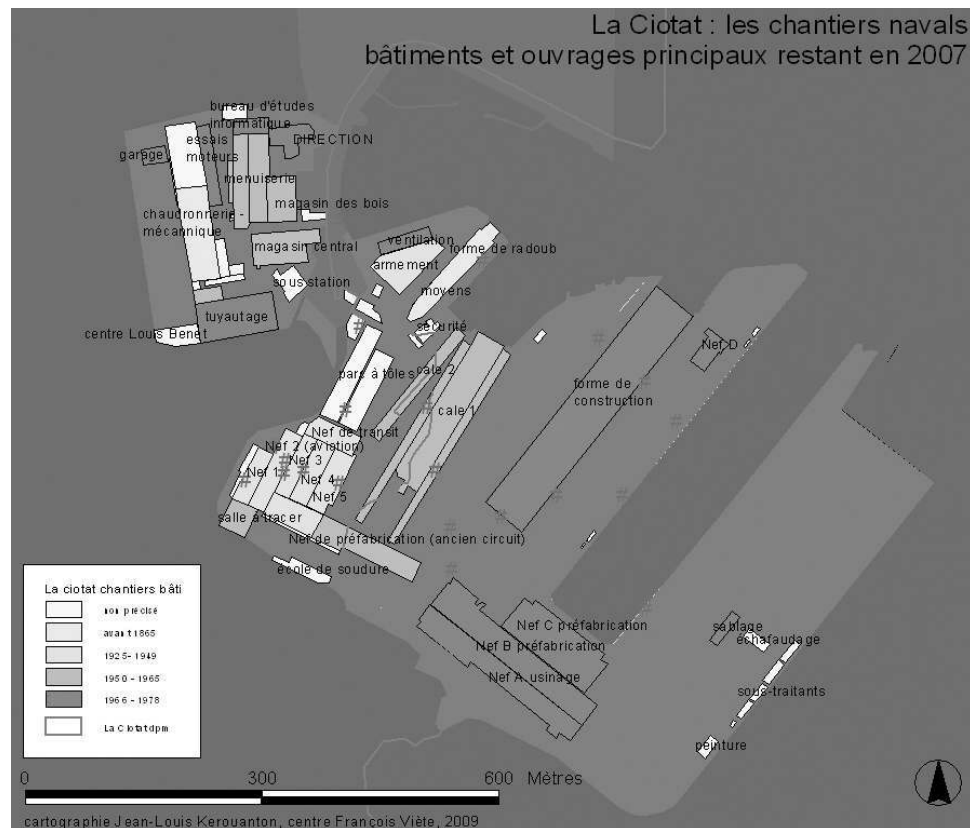 La Ciotat : les chantiers navals
bâtiments et ouvrages principaux restant en 2007
bureau d'études
informatique
essais
moteurs
DIRECTION
garage
menuiserie
magasin des bois
chaudronnerie -
mécannique
magasin central
sous station
tuyautage
centre Louis Benet
ventilation
armement
forme de radoub
moyens
sécurité
parcs à tôles
cale 2
cale 1
forme de
construction
Nef D
Nef de transit
Nef 2 (aviation)
Nef 3
Nef 1
Nef 4
Nef 5
salle à tracer
Nef de préfabrication (ancien circuit)
école de soudure
Nef C préfabrication
Nef B préfabrication
Nef A usinage
sablage
échafaudage
sous-traitants
peinture
La ciotat chantiers bâti
non précisé
avant 1865
1925-1949
1950 - 1965
1966 - 1978
La Ciotat dpm
0 300 600 Mètres
cartographie Jean-Louis Kerouanton, centre François Viète, 2009